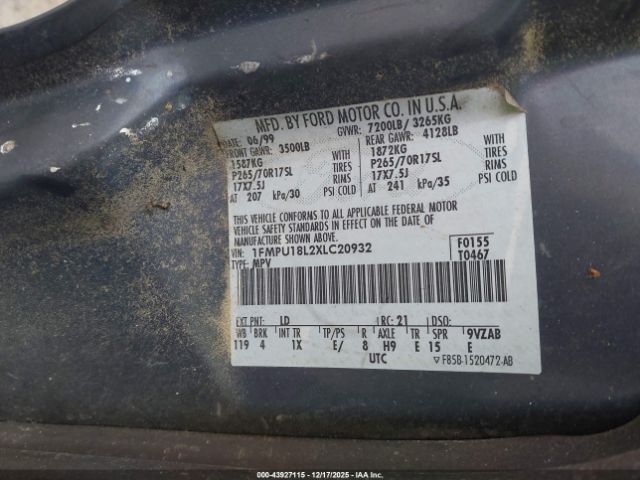 MFD. BY FORD MOTOR CO. IN U.S.A.
DATE: 06/99 GVWR: 7200LB/ 3265KG
FRONT GAWR: 3500LB REAR GAWR: 4128LB
1587KG WITH 1872KG WITH
P265/70R17SL TIRES P265/70R17SL TIRES
17X7.5J RIMS 17X7.5J RIMS
AT 207 kPa/30 PSI COLD AT 241 kPa/35 PSI COLD
THIS VEHICLE CONFORMS TO ALL APPLICABLE FEDERAL MOTOR
VEHICLE SAFETY STANDARDS IN EFFECT ON THE DATE OF
MANUFACTURE SHOWN ABOVE.
VIN: 1FMPU18L2XLC20932 F0155
TYPE: MPV T0467
EXT PNT: LD RC: 21 DSO:
WB BRK INT TR TP/PS R AXLE TR SPR 9VZAB
119 4 1X E/ 8 H9 E 15 E
UTC ▽ F85B-1520472-AB
000-43927115 - 12/17/2025 - IAA Inc.